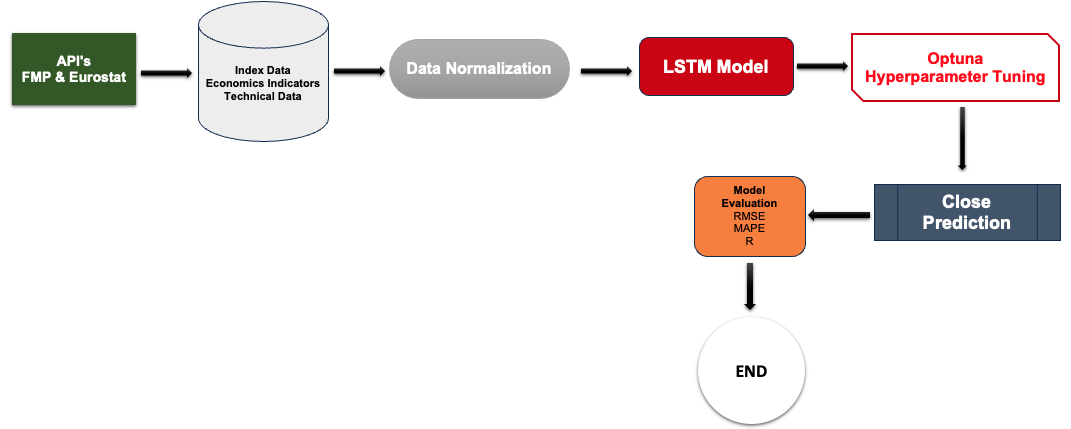 API's
FMP & Eurostat
Index Data
Economics Indicators
Technical Data
Data Normalization
LSTM Model
Optuna
Hyperparameter Tuning
Close
Prediction
Model
Evaluation
RMSE
MAPE
R
END